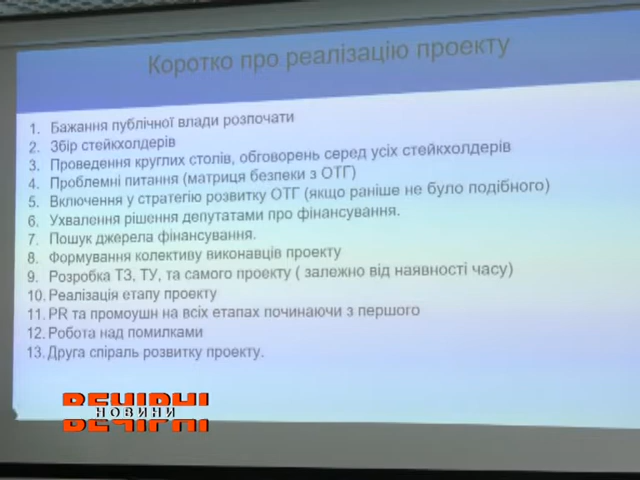 Коротко про реалізацію проекту
1. Бажання публічної влади розпочати
2. Збір стейкхолдерів
3. Проведення круглих столів, обговорень серед усіх стейкхолдерів
4. Проблемні питання (матриця безпеки з ОТГ)
5. Включення у стратегію розвитку ОТГ (якщо раніше не було подібного)
6. Ухвалення рішення депутатами про фінансування.
7. Пошук джерела фінансування.
8. Формування колективу виконавців проекту
9. Розробка ТЗ, ТУ, та самого проекту ( залежно від наявності часу)
10. Реалізація етапу проекту
11. PR та промоушн на всіх етапах починаючи з першого
12. Робота над помилками
13. Друга спіраль розвитку проекту.
ВЕЧІРНІ
НОВИНИ